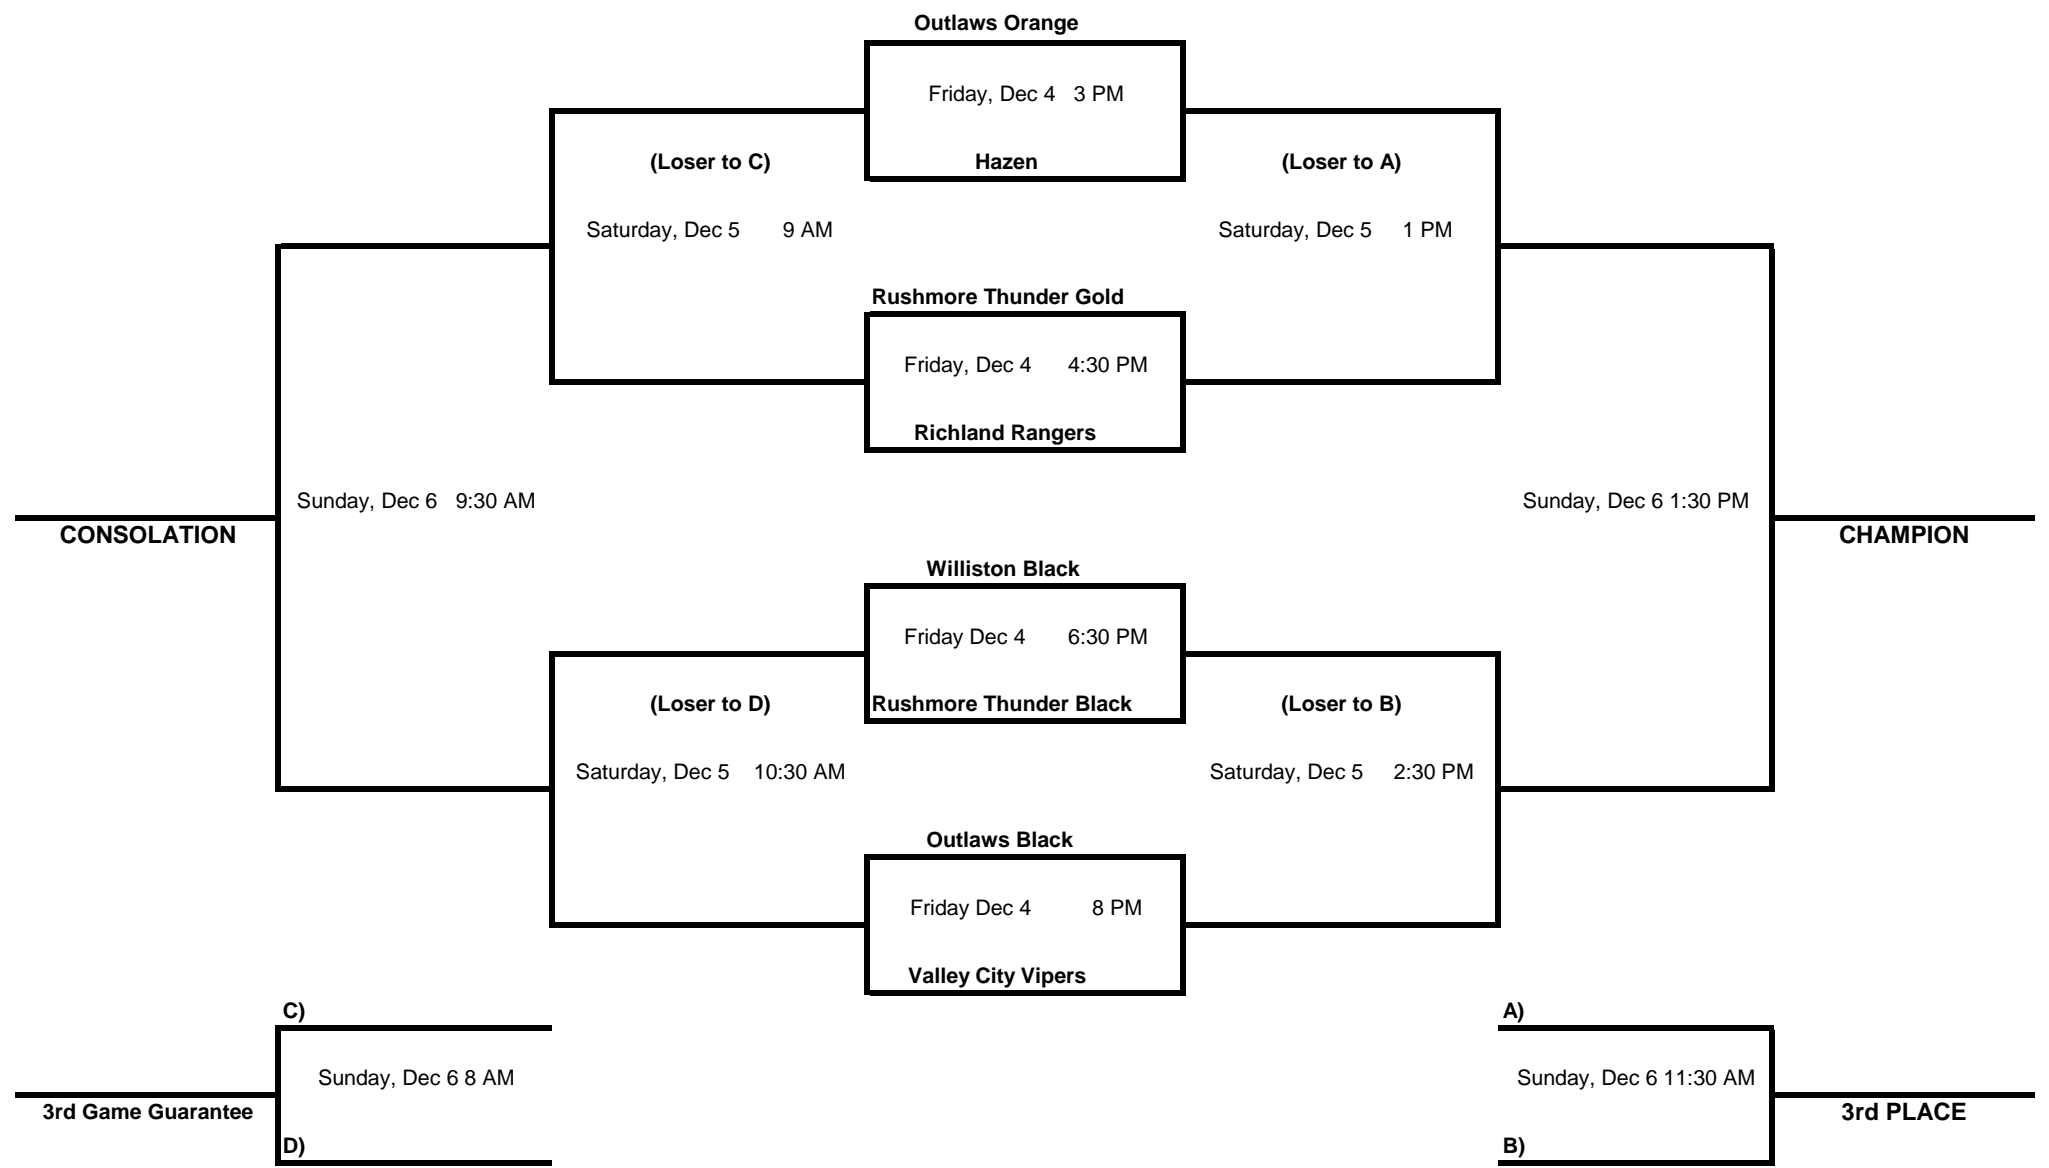 Outlaws Orange
Friday, Dec 4 3 PM
(Loser to C) Hazen (Loser to A)
Saturday, Dec 5 9 AM Saturday, Dec 5 1 PM
Rushmore Thunder Gold
Friday, Dec 4 4:30 PM
Richland Rangers
Sunday, Dec 6 9:30 AM Sunday, Dec 6 1:30 PM
CONSOLATION CHAMPION
Williston Black
Friday Dec 4 6:30 PM
(Loser to D) Rushmore Thunder Black (Loser to B)
Saturday, Dec 5 10:30 AM Saturday, Dec 5 2:30 PM
Outlaws Black
Friday Dec 4 8 PM
Valley City Vipers
C) A)
Sunday, Dec 6 8 AM Sunday, Dec 6 11:30 AM
3rd Game Guarantee 3rd PLACE
D) B)